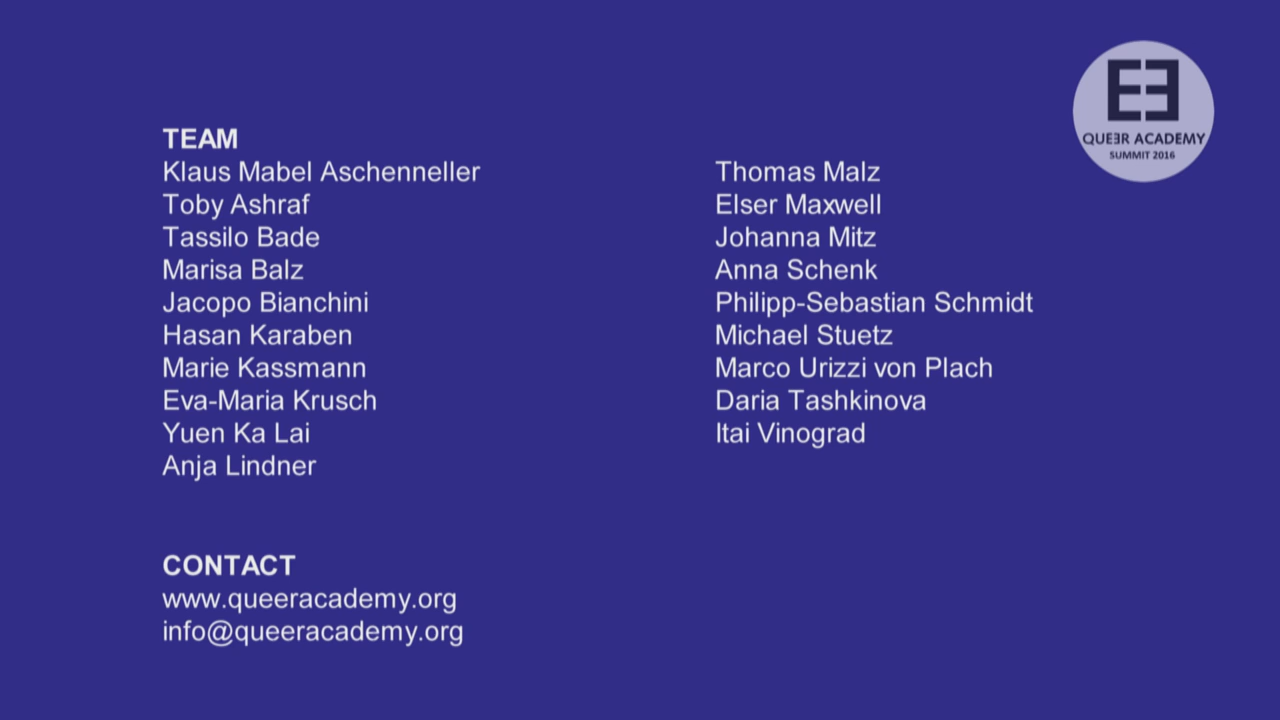 TEAM
Klaus Mabel Aschenneller
Toby Ashraf
Tassilo Bade
Marisa Balz
Jacopo Bianchini
Hasan Karaben
Marie Kassmann
Eva-Maria Krusch
Yuen Ka Lai
Anja Lindner
Thomas Malz
Elser Maxwell
Johanna Mitz
Anna Schenk
Philipp-Sebastian Schmidt
Michael Stuetz
Marco Urizzi von Plach
Daria Tashkinova
Itai Vinograd
EƎ
QUEƎR ACADEMY
SUMMIT 2016
CONTACT
www.queeracademy.org
info@queeracademy.org